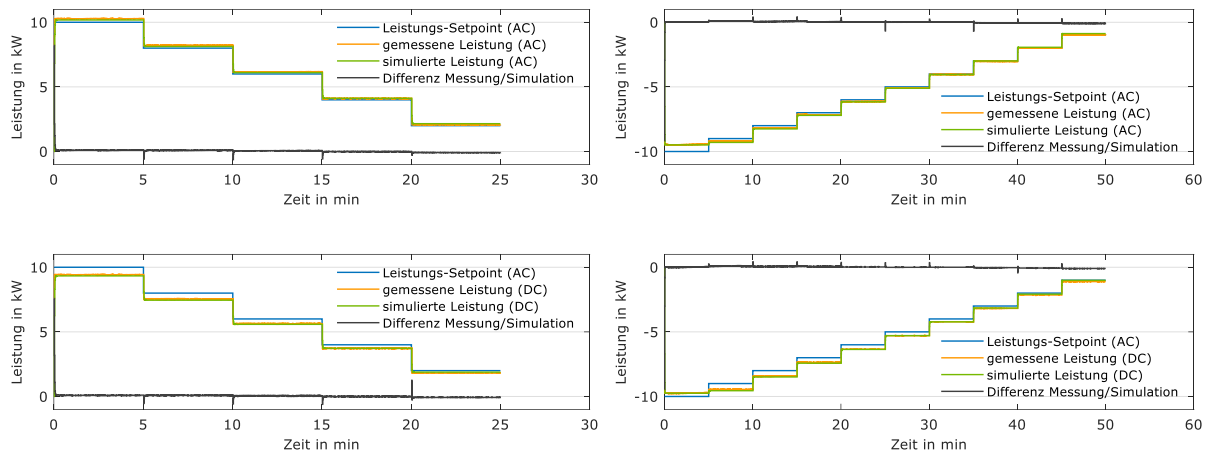 Leistung in kW
10
5
0
Leistungs-Setpoint (AC)
gemessene Leistung (AC)
simulierte Leistung (AC)
Differenz Messung/Simulation
0 5 10 15 20 25 30
Zeit in min
Leistung in kW
0
-5
-10
Leistungs-Setpoint (AC)
gemessene Leistung (AC)
simulierte Leistung (AC)
Differenz Messung/Simulation
0 10 20 30 40 50 60
Zeit in min
Leistung in kW
10
5
0
Leistungs-Setpoint (AC)
gemessene Leistung (DC)
simulierte Leistung (DC)
Differenz Messung/Simulation
0 5 10 15 20 25 30
Zeit in min
Leistung in kW
0
-5
-10
Leistungs-Setpoint (AC)
gemessene Leistung (DC)
simulierte Leistung (DC)
Differenz Messung/Simulation
0 10 20 30 40 50 60
Zeit in min